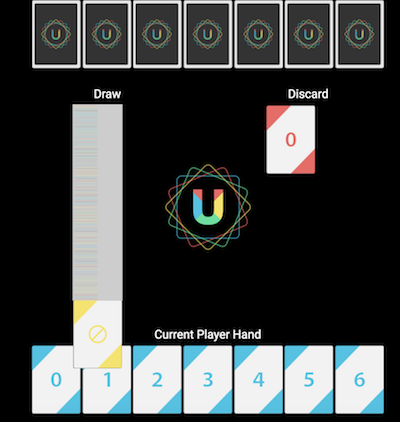 U U U U U U U
Draw Discard
0
U
Current Player Hand
0 1 2 3 4 5 6